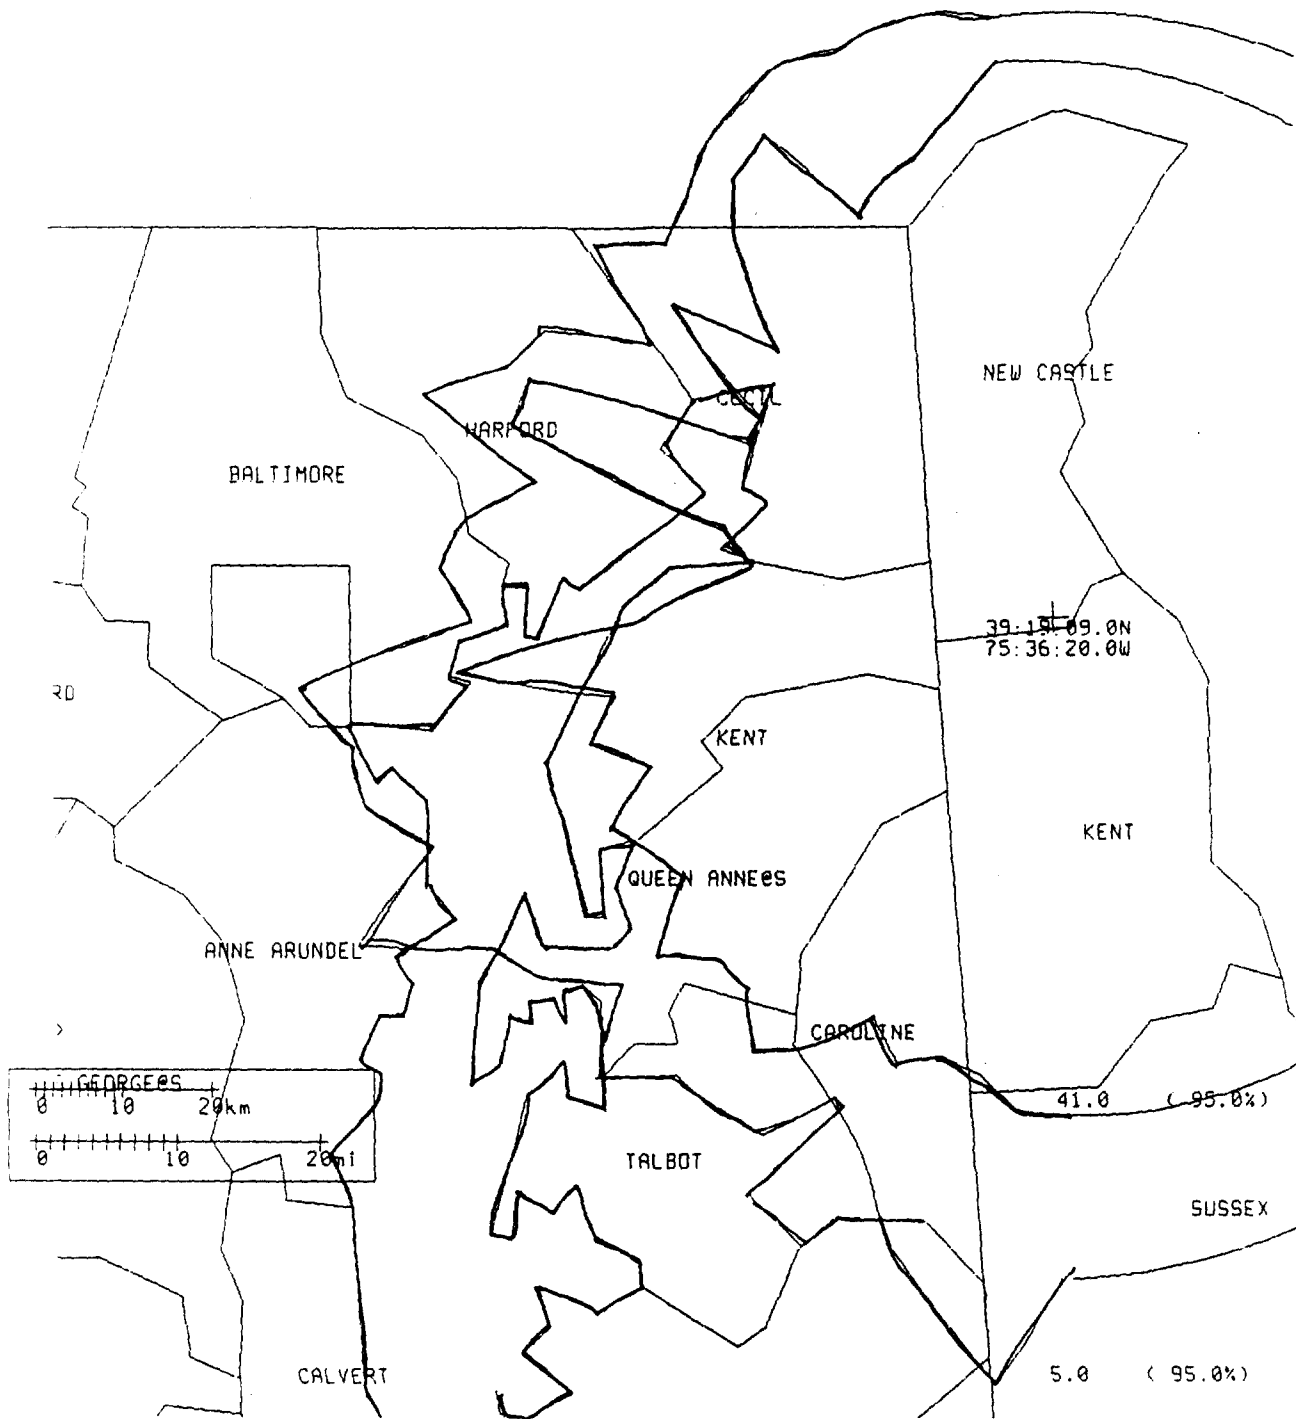 NEW CASTLE
CECIL
HARFORD
BALTIMORE
39:19:09.0N
75:36:20.0W
RD
KENT
KENT
QUEEN ANNE@S
ANNE ARUNDEL
CAROLINE
GEORGE@S
0 10 20km
41.0 ( 95.0%)
0 10 20mi
TALBOT
SUSSEX
CALVERT
5.0 ( 95.0%)